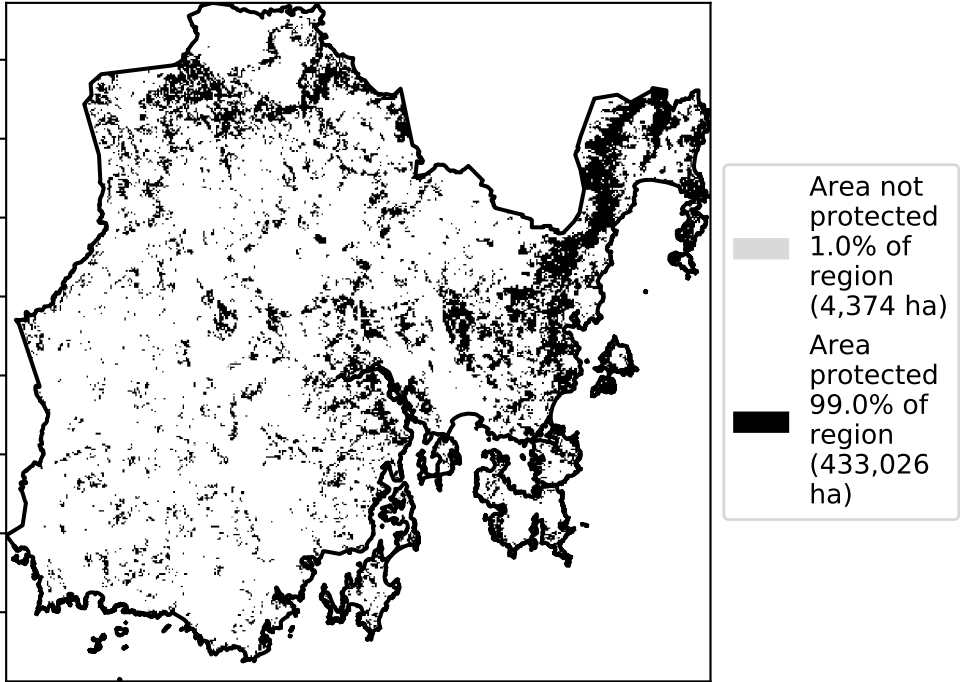 Area not
protected
1.0% of
region
(4,374 ha)
Area
protected
99.0% of
region
(433,026
ha)